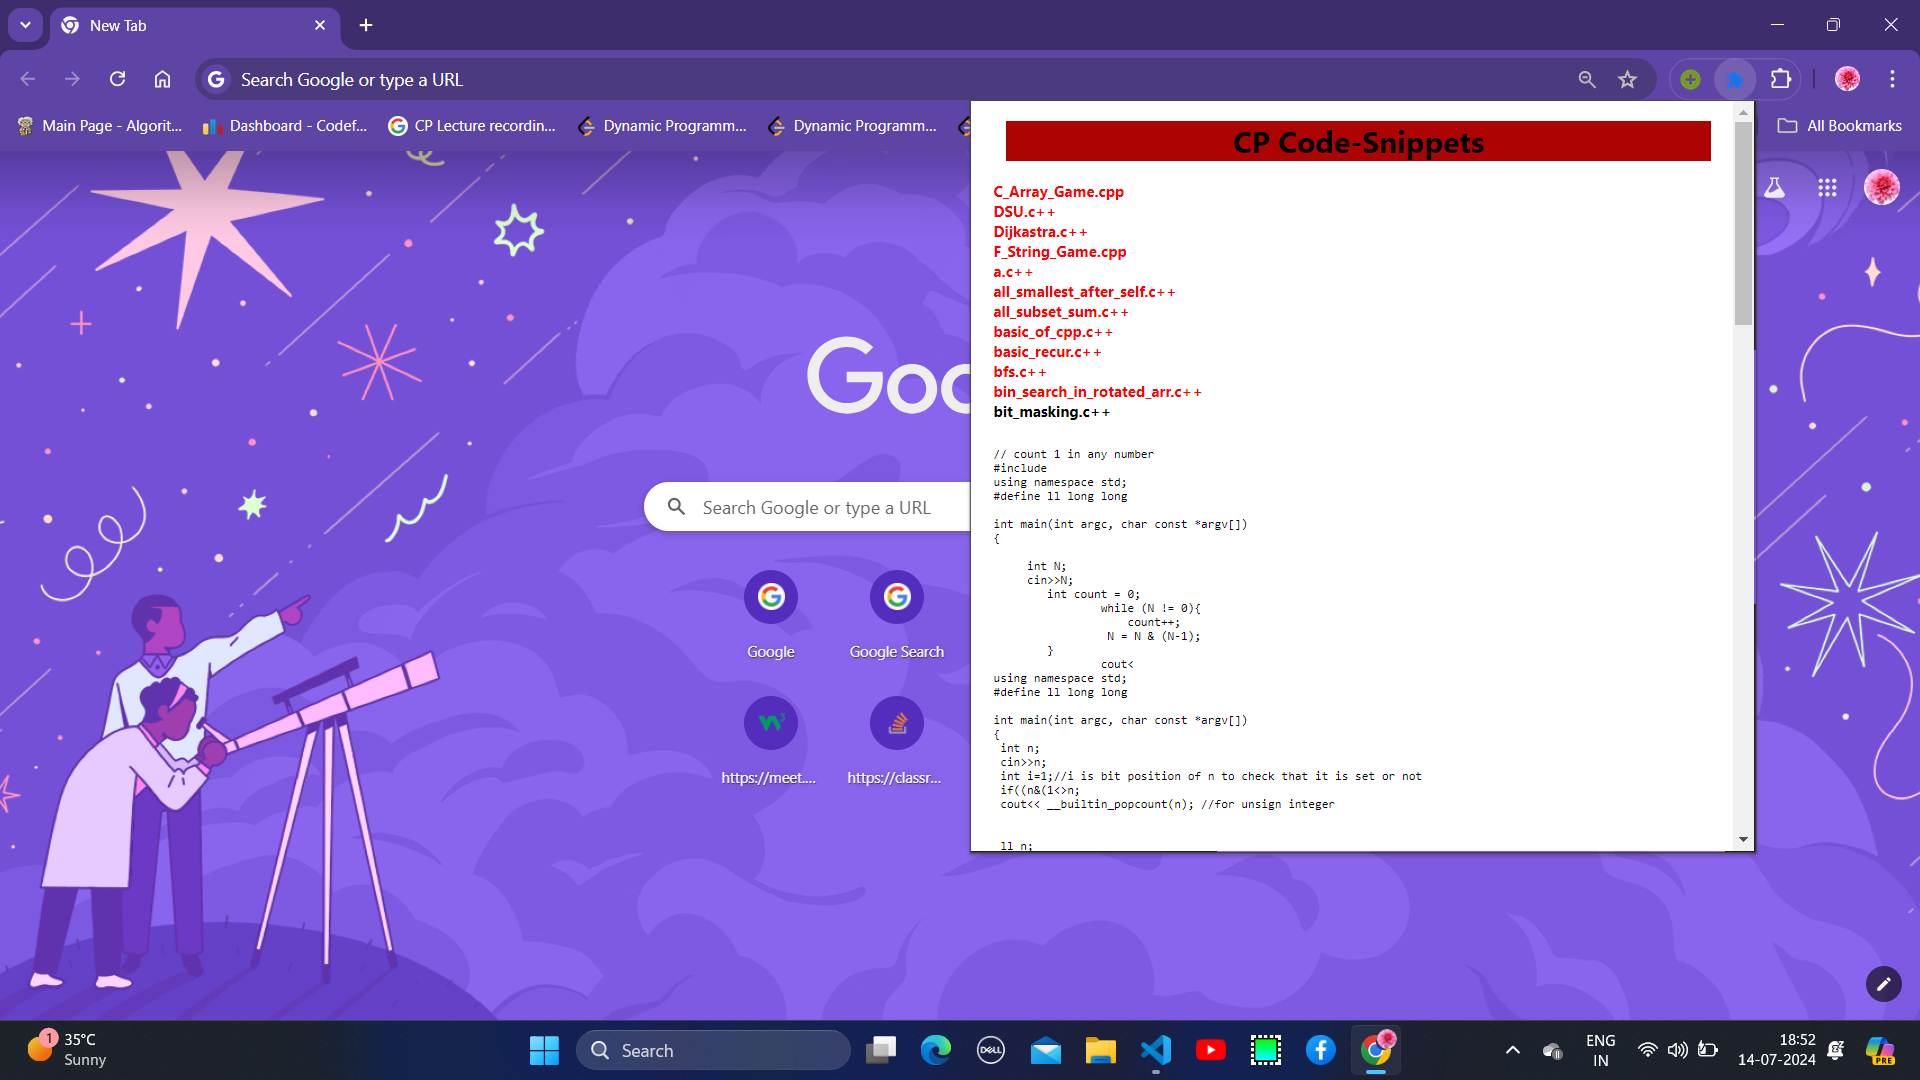 New Tab
Search Google or type a URL
Main Page - Algorit...
Dashboard - Codef...
CP Lecture recordin...
Dynamic Programm...
Dynamic Programm...
All Bookmarks
CP Code-Snippets
C_Array_Game.cpp
DSU.c++
Dijkastra.c++
F_String_Game.cpp
a.c++
all_smallest_after_self.c++
all_subset_sum.c++
basic_of_cpp.c++
basic_recur.c++
bfs.c++
bin_search_in_rotated_arr.c++
bit_masking.c++
// count 1 in any number
#include
using namespace std;
#define ll long long
int main(int argc, char const *argv[])
{
int N;
cin>>N;
int count = 0;
while (N != 0){
count++;
N = N & (N-1);
}
cout<
using namespace std;
#define ll long long
int main(int argc, char const *argv[])
{
int n;
cin>>n;
int i=1;//i is bit position of n to check that it is set or not
if((n&(1<>n;
cout<< __builtin_popcount(n); //for unsign integer
ll n;
Goo
Search Google or type a URL
Google
Google Search
https://meet....
https://classr...
1
35°C
Sunny
Search
DELL
PRE
ENG
IN
18:52
14-07-2024